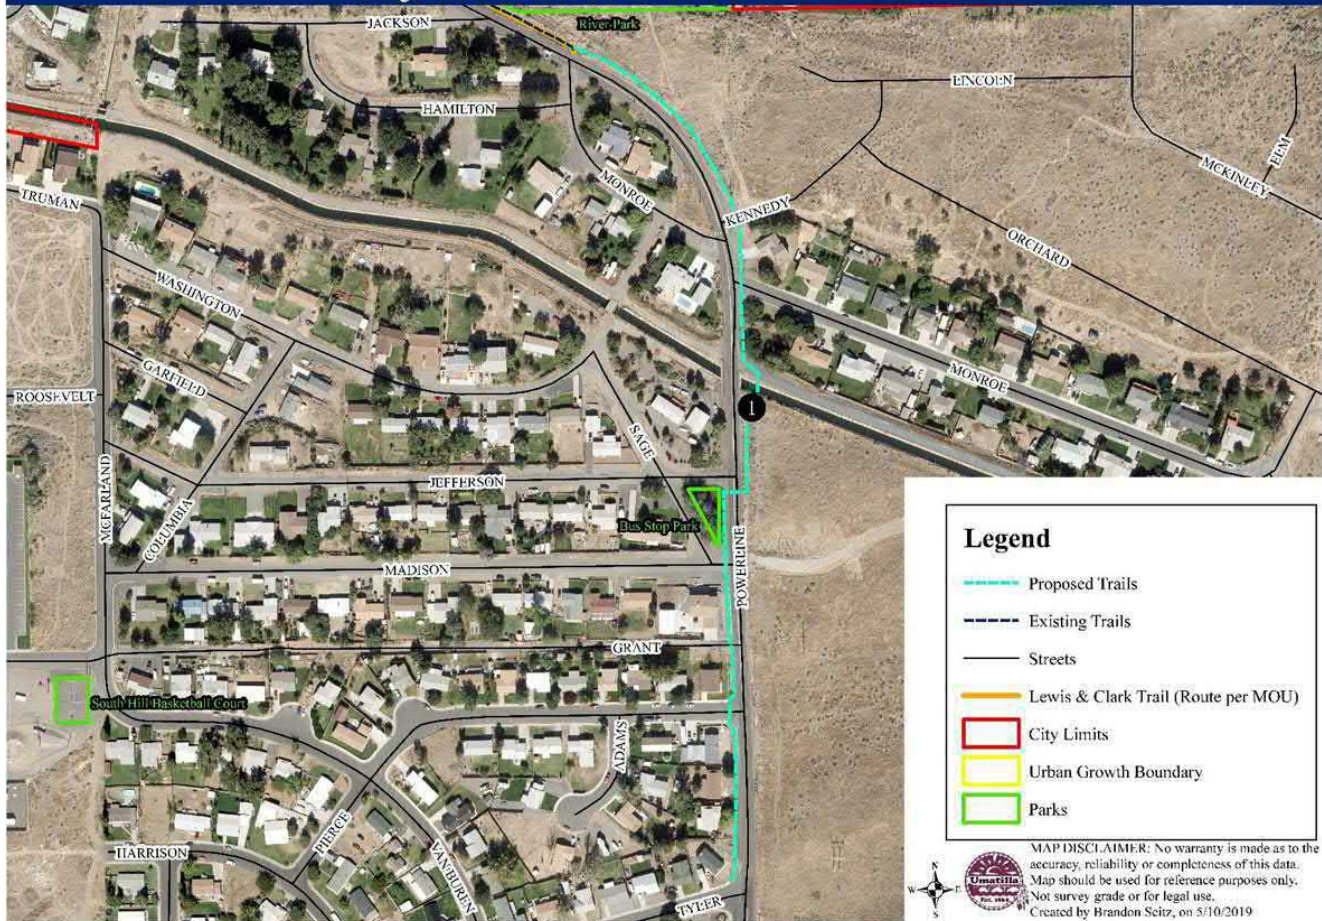 JACKSON
River Park
LINCOLN
HAMILTON
ELM
MCKINLEY
MONROE
TRUMAN
KENNEDY
ORCHARD
WASHINGTON
GARFIELD
MONROE
ROOSEVELT
1
SAGE
JEFFERSON
MCFARLAND
COLUMBIA
Bus Stop Park
MADISON
POWERLINE
GRANT
South Hill Basketball Court
ADAMS
PIERCE
VANBUREN
HARRISON
TYLER
Legend
Proposed Trails
Existing Trails
Streets
Lewis & Clark Trail (Route per MOU)
City Limits
Urban Growth Boundary
Parks
N
W E
S
Umatilla
MAP DISCLAIMER: No warranty is made as to the
accuracy, reliability or completeness of this data.
Map should be used for reference purposes only.
Not survey grade or for legal use.
Created by Brandon Seitz, on 5/10/2019